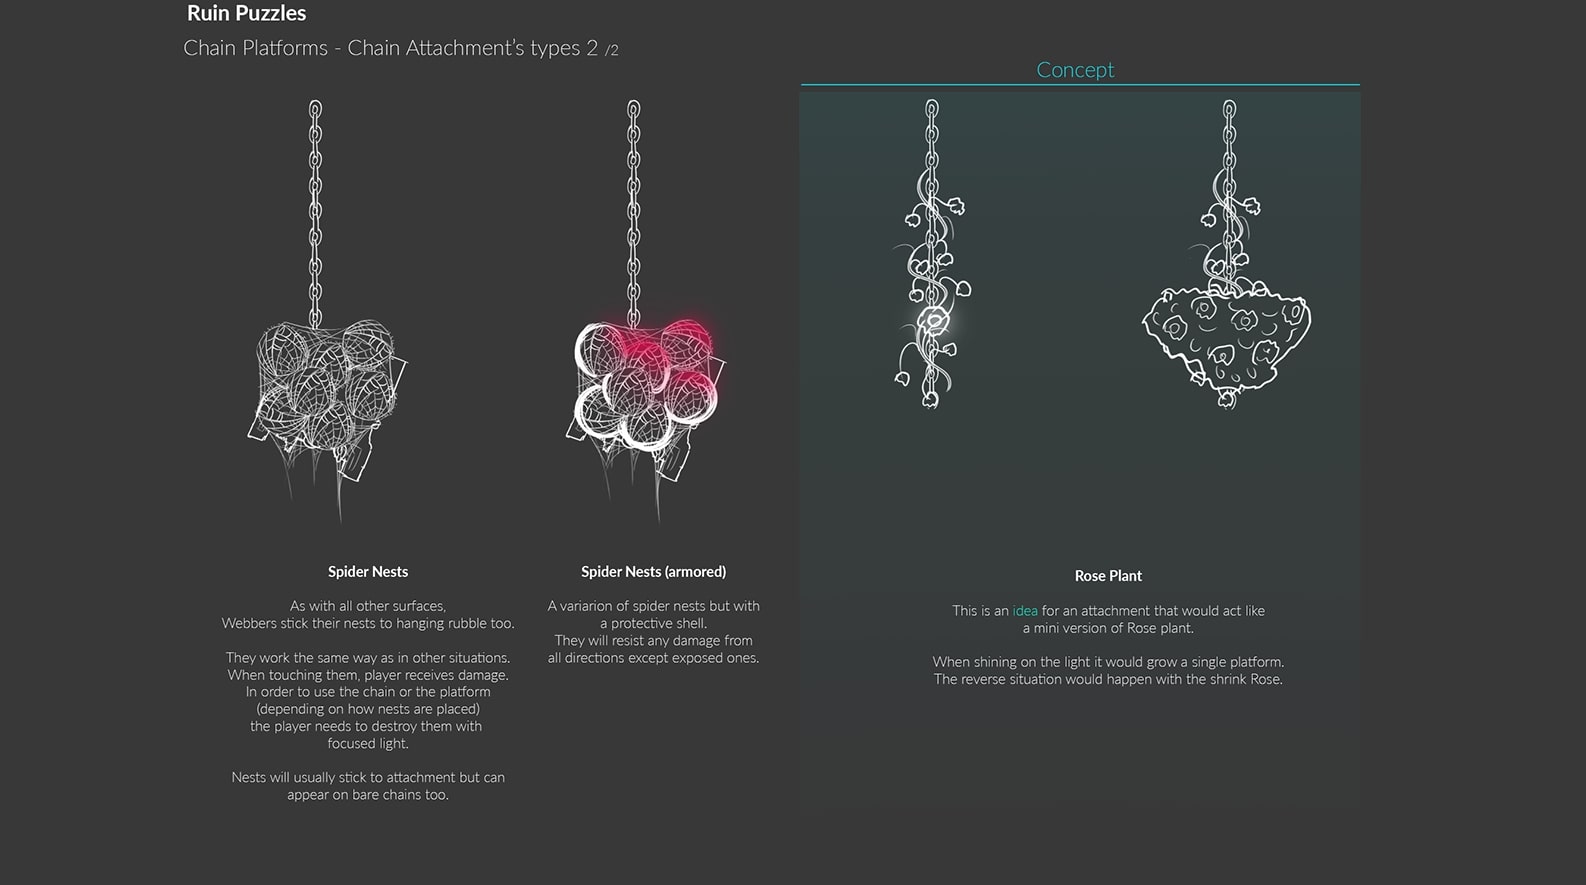 Ruin Puzzles
Chain Platforms - Chain Attachment's types 2 /2
Concept
Spider Nests
As with all other surfaces,
Webbers stick their nests to hanging rubble too.
They work the same way as in other situations.
When touching them, player receives damage.
In order to use the chain or the platform
(depending on how nests are placed)
the player needs to destroy them with
focused light.
Nests will usually stick to attachment but can
appear on bare chains too.
Spider Nests (armored)
A variarion of spider nests but with
a protective shell.
They will resist any damage from
all directions except exposed ones.
Rose Plant
This is an idea for an attachment that would act like
a mini version of Rose plant.
When shining on the light it would grow a single platform.
The reverse situation would happen with the shrink Rose.